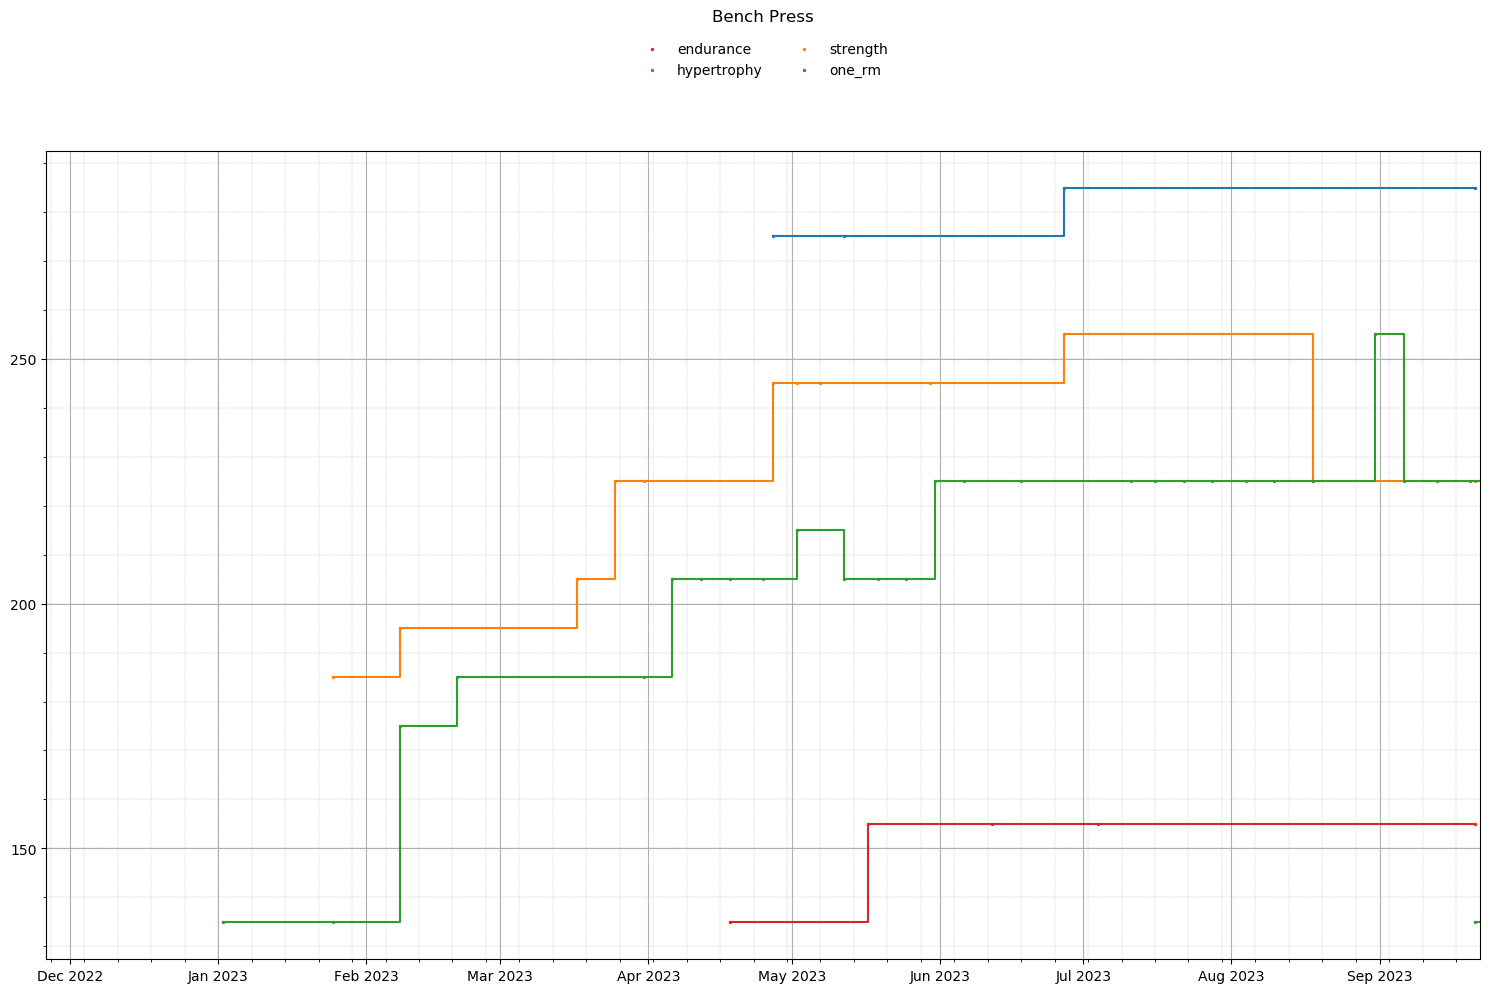 Bench Press
endurance
strength
hypertrophy
one_rm
250
200
150
Dec 2022
Jan 2023
Feb 2023
Mar 2023
Apr 2023
May 2023
Jun 2023
Jul 2023
Aug 2023
Sep 2023